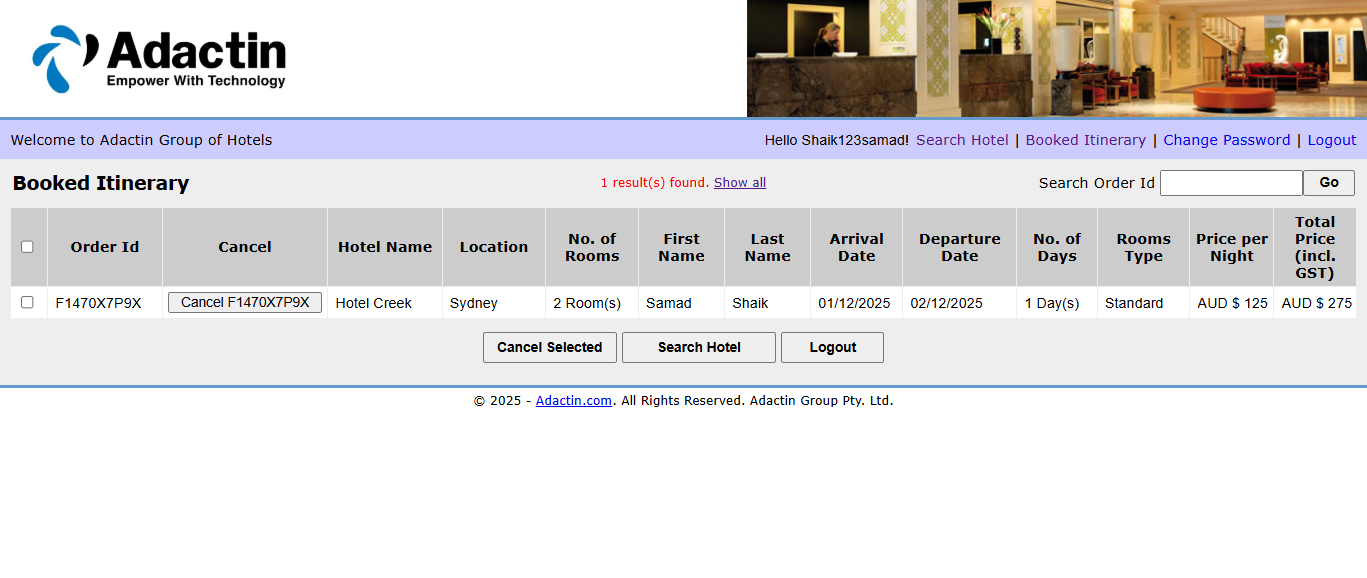 Adactin
Empower With Technology
Welcome to Adactin Group of Hotels
Hello Shaik123samad! Search Hotel | Booked Itinerary | Change Password | Logout
Booked Itinerary
1 result(s) found. Show all
Search Order Id Go
Order Id Cancel Hotel Name Location No. of Rooms First Name Last Name Arrival Date Departure Date No. of Days Rooms Type Price per Night Total Price (incl. GST)
F1470X7P9X Cancel F1470X7P9X Hotel Creek Sydney 2 Room(s) Samad Shaik 01/12/2025 02/12/2025 1 Day(s) Standard AUD $ 125 AUD $ 275
Cancel Selected Search Hotel Logout
© 2025 - Adactin.com. All Rights Reserved. Adactin Group Pty. Ltd.